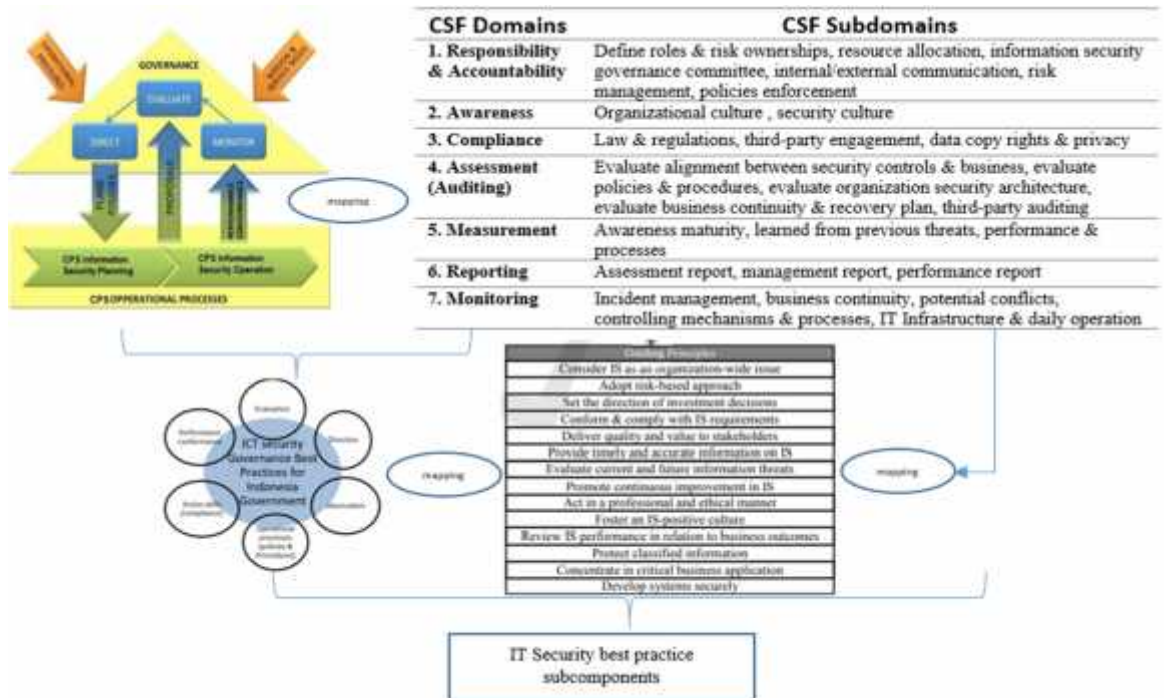 GOVERNANCE
EVALUATE
DIRECT
MONITOR
PROPOSALS
CPS Information
Security Planning
CPS Information
Security Operation
CPS OPPERATIONAL PROCESSES
mapping
CSF Domains CSF Subdomains
1. Responsibility & Accountability
Define roles & risk ownerships, resource allocation, information security
governance committee, internal/external communication, risk
management, policies enforcement
2. Awareness
Organizational culture , security culture
3. Compliance
Law & regulations, third-party engagement, data copy rights & privacy
4. Assessment
(Auditing)
Evaluate alignment between security controls & business, evaluate
policies & procedures, evaluate organization security architecture,
evaluate business continuity & recovery plan, third-party auditing
5. Measurement
Awareness maturity, learned from previous threats, performance &
processes
6. Reporting
Assessment report, management report, performance report
7. Monitoring
Incident management, business continuity, potential conflicts,
controlling mechanisms & processes, IT Infrastructure & daily operation
Evaluation
Direction
ICT security
Governance Best
Practices for
Indonesia
Government
mapping
Guiding Principles
Consider IS as an organization-wide issue
Adopt risk-based approach
Set the direction of investment decisions
Conform & comply with IS requirements
Deliver quality and value to stakeholders
Provide timely and accurate information on IS
Evaluate current and future information threats
Promote continuous improvement in IS
Act in a professional and ethical manner
Foster an IS-positive culture
Review IS performance in relation to business outcomes
Protect classified information
Concentrate in critical business application
Develop systems securely
mapping
IT Security best practice
subcomponents